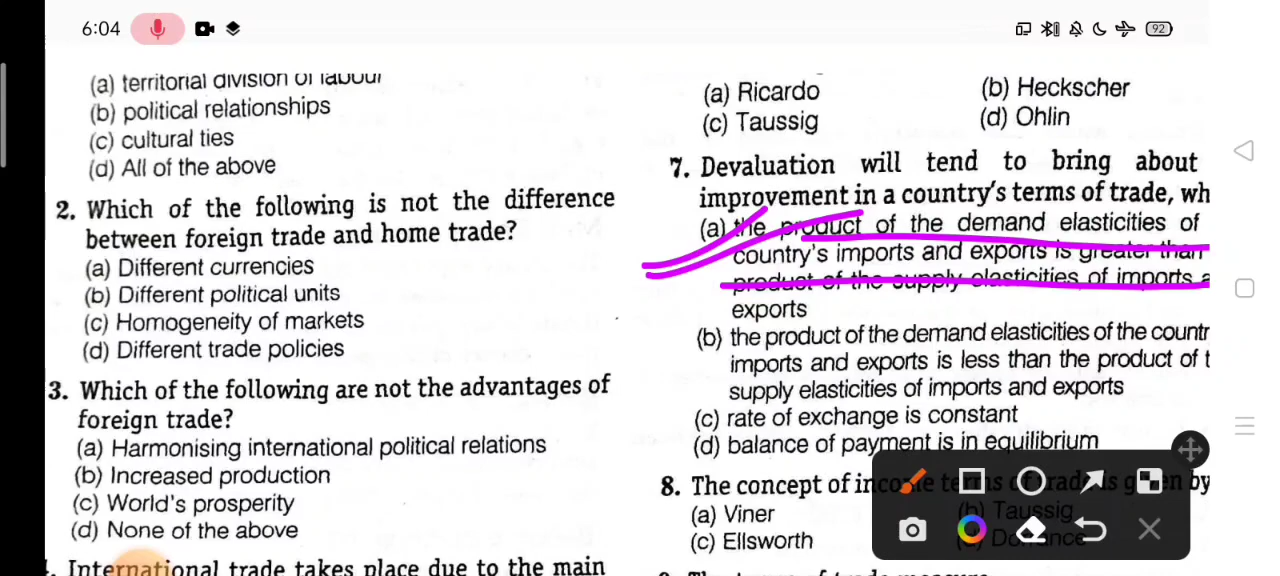 6:04
92
(a) territorial division of labour
(b) political relationships
(c) cultural ties
(d) All of the above
2. Which of the following is not the difference
between foreign trade and home trade?
(a) Different currencies
(b) Different political units
(c) Homogeneity of markets
(d) Different trade policies
3. Which of the following are not the advantages of
foreign trade?
(a) Harmonising international political relations
(b) Increased production
(c) World's prosperity
(d) None of the above
International trade takes place due to the main
(a) Ricardo (b) Heckscher
(c) Taussig (d) Ohlin
7. Devaluation will tend to bring about
improvement in a country's terms of trade, wh
(a) the product of the demand elasticities of
country's imports and exports is greater than
product of the supply elasticities of imports a
exports
(b) the product of the demand elasticities of the countr
imports and exports is less than the product of t
supply elasticities of imports and exports
(c) rate of exchange is constant
(d) balance of payment is in equilibrium
8. The concept of income terms of trade is given by
(a) Viner (b) Taussig
(c) Ellsworth (d) Dorrance